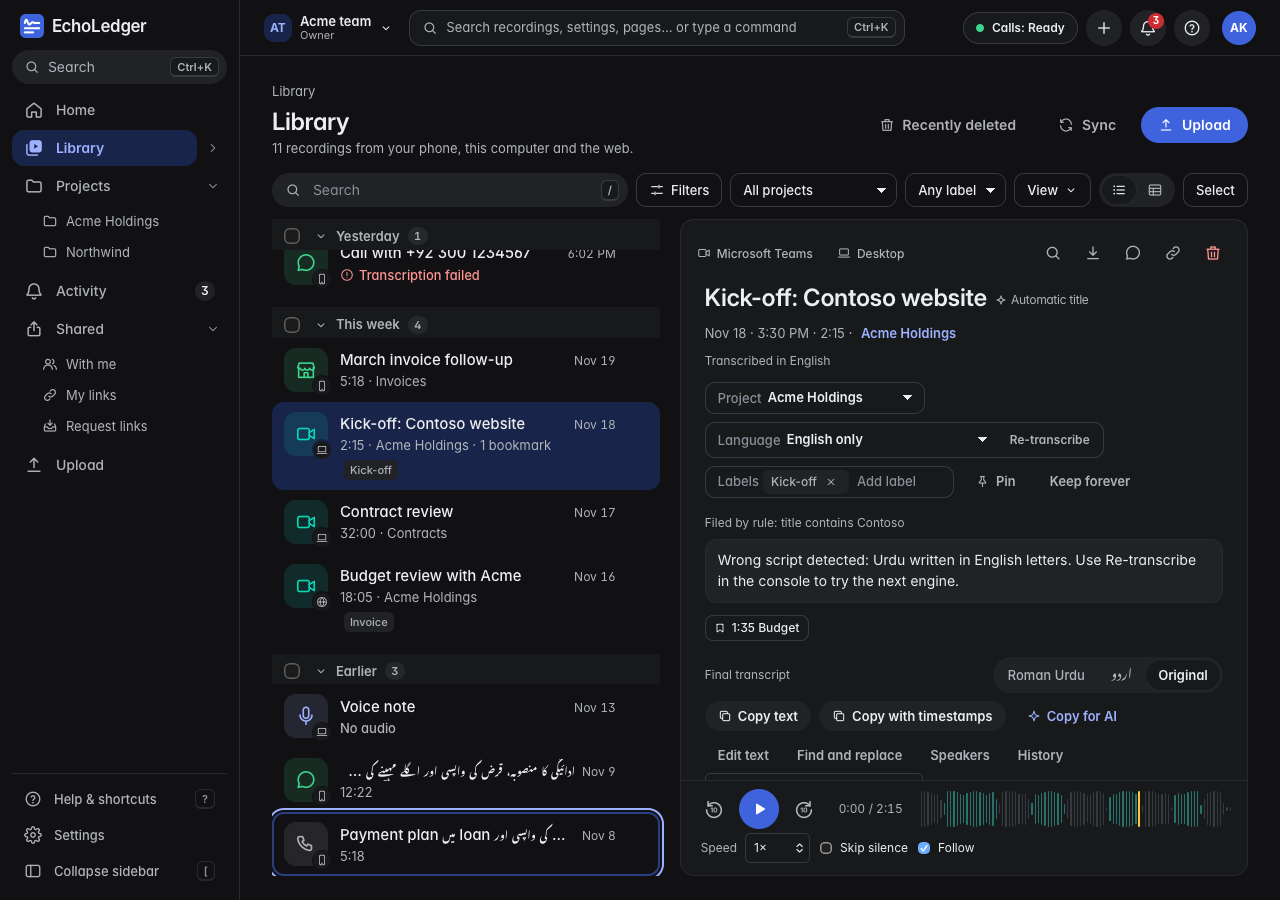 EchoLedger
Search
Ctrl+K
Home
Library
Projects
Acme Holdings
Northwind
Activity
3
Shared
With me
My links
Request links
Upload
Help & shortcuts
?
Settings
Collapse sidebar
[
AT
Acme team
Owner
Search recordings, settings, pages... or type a command
Ctrl+K
Calls: Ready
3
AK
Library
Library
11 recordings from your phone, this computer and the web.
Recently deleted
Sync
Upload
Search
/
Filters
All projects
Any label
View
Select
Yesterday 1
Call with +92 300 1234567
6:02 PM
Transcription failed
This week 4
March invoice follow-up
Nov 19
5:18 · Invoices
Kick-off: Contoso website
Nov 18
2:15 · Acme Holdings · 1 bookmark
Kick-off
Contract review
Nov 17
32:00 · Contracts
Budget review with Acme
Nov 16
18:05 · Acme Holdings
Invoice
Earlier 3
Voice note
Nov 13
No audio
ادائیگی کا منصوبہ، قرض کی واپسی اور اگلے مہینے کی ...
Nov 9
12:22
Payment plan میں loan کی واپسی اور ...
Nov 8
5:18
Microsoft Teams
Desktop
Kick-off: Contoso website
Automatic title
Nov 18 · 3:30 PM · 2:15 · Acme Holdings
Transcribed in English
Project Acme Holdings
Language English only
Re-transcribe
Labels Kick-off × Add label
Pin
Keep forever
Filed by rule: title contains Contoso
Wrong script detected: Urdu written in English letters. Use Re-transcribe
in the console to try the next engine.
1:35 Budget
Final transcript
Roman Urdu
اردو
Original
Copy text
Copy with timestamps
Copy for AI
Edit text
Find and replace
Speakers
History
10
10
0:00 / 2:15
Speed
1×
Skip silence
Follow